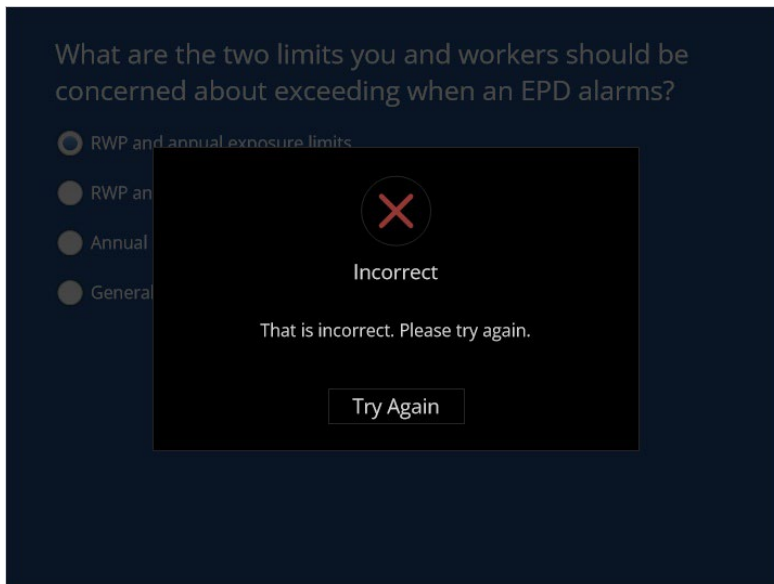 What are the two limits you and workers should be
concerned about exceeding when an EPD alarms?
RWP and annual exposure limits
RWP an
Annual
General
Incorrect
That is incorrect. Please try again.
Try Again